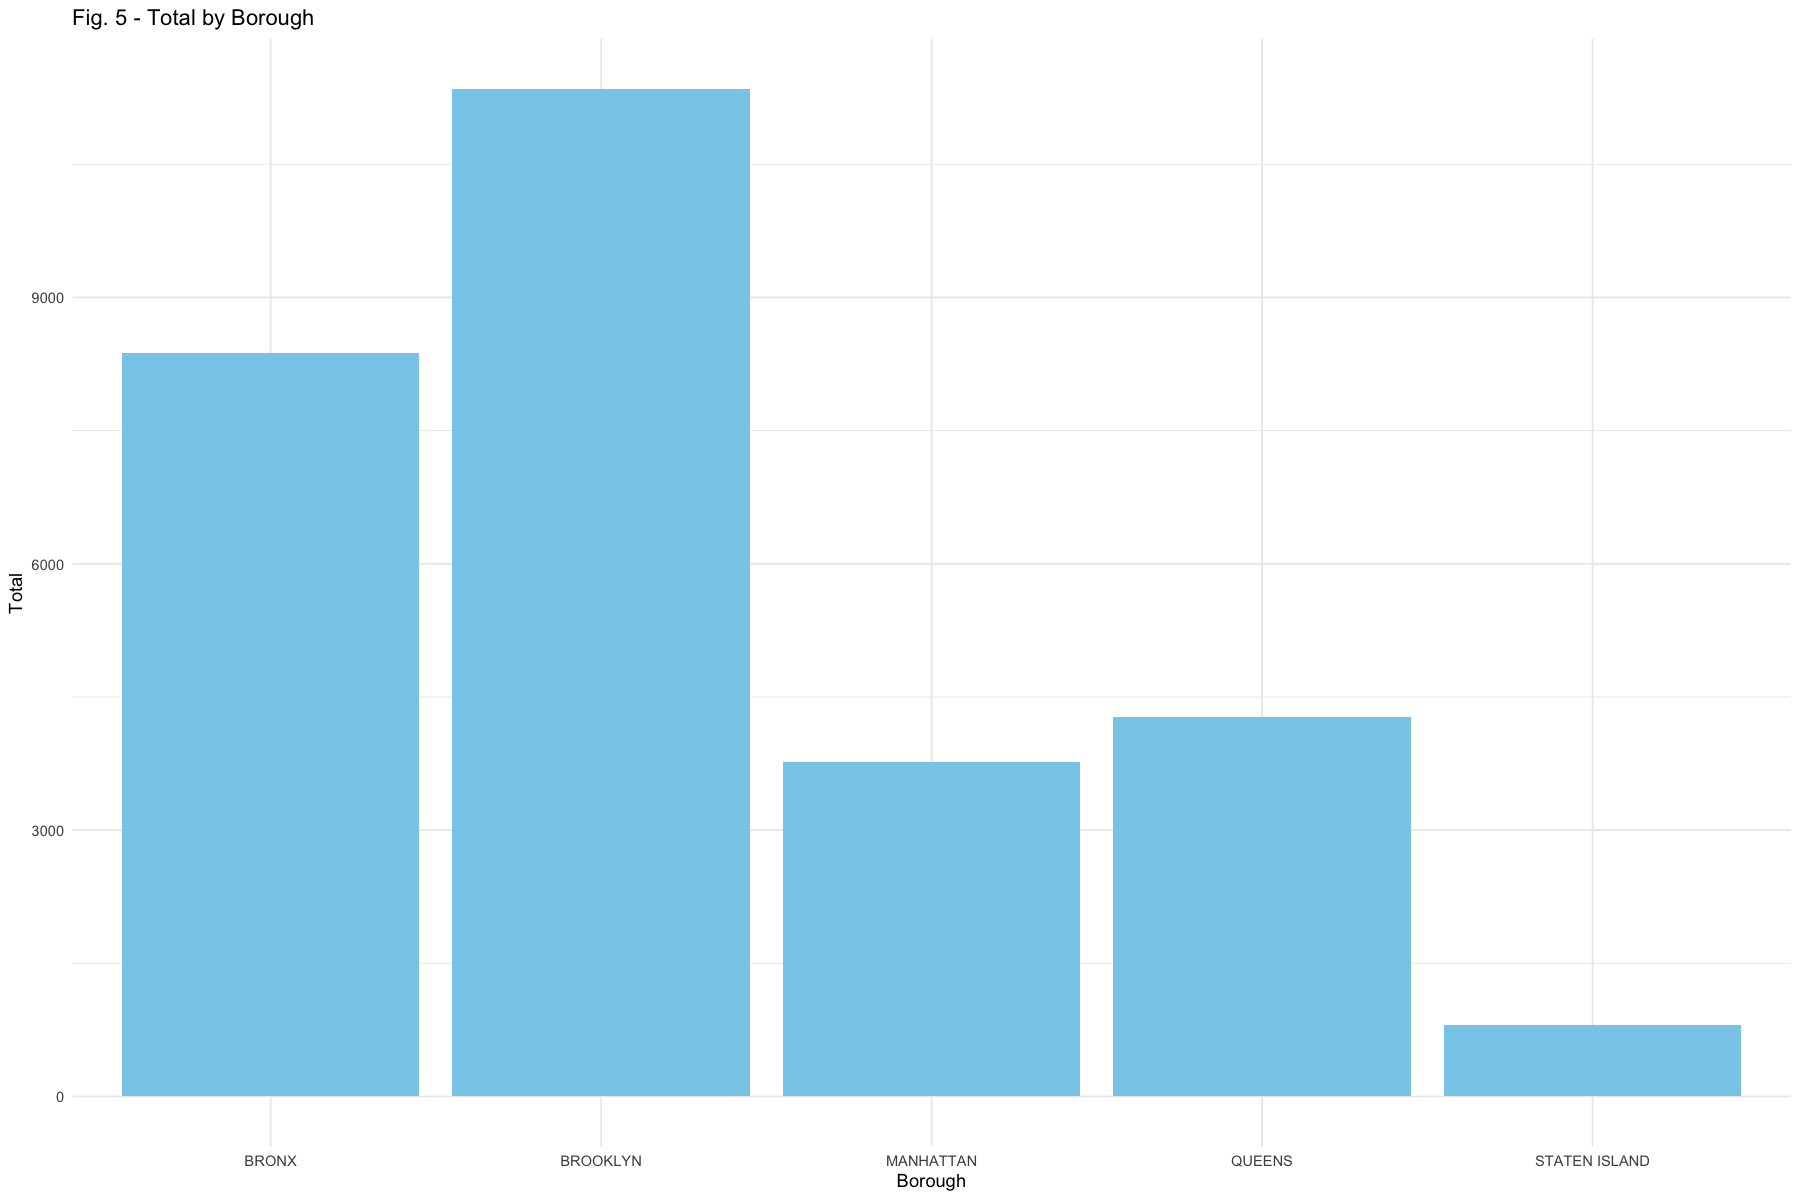 Fig. 5 - Total by Borough
Total
9000
6000
3000
0
BRONX BROOKLYN MANHATTAN QUEENS STATEN ISLAND
Borough